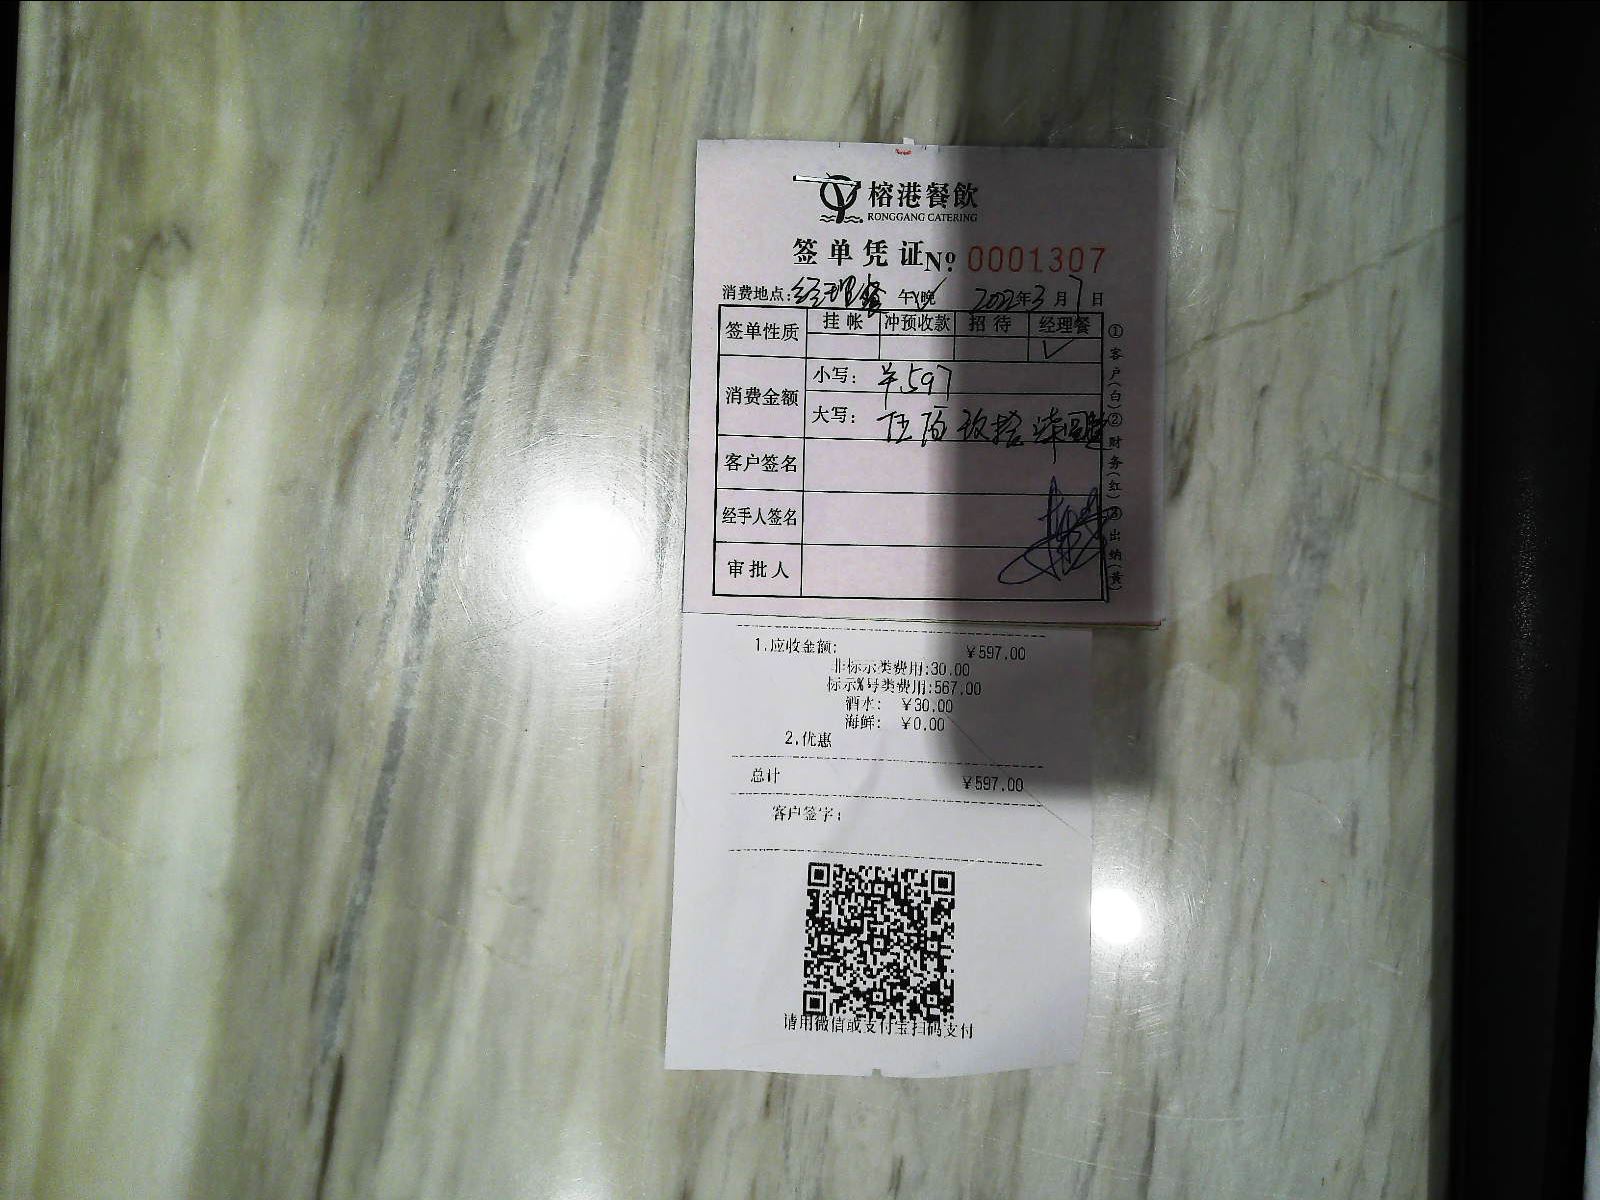 榕港餐飲
RONGGANG CATERING
签单凭证 Nº 0001307
消费地点:经理餐 午 晚 2022年3月7日
签单性质 挂帐 冲预收款 招待 经理餐
✓
消费金额 小写: ¥597
大写: 伍佰玖拾柒圆整
客户签名
经手人签名
审批人
①客户(白)②财务(红)③出纳(黄)
1.应收金额: ¥597.00
非标示类费用:30.00
标示%号类费用:567.00
酒水: ¥30.00
海鲜: ¥0.00
2.优惠
总计 ¥597.00
客户签字:
请用微信或支付宝扫码支付